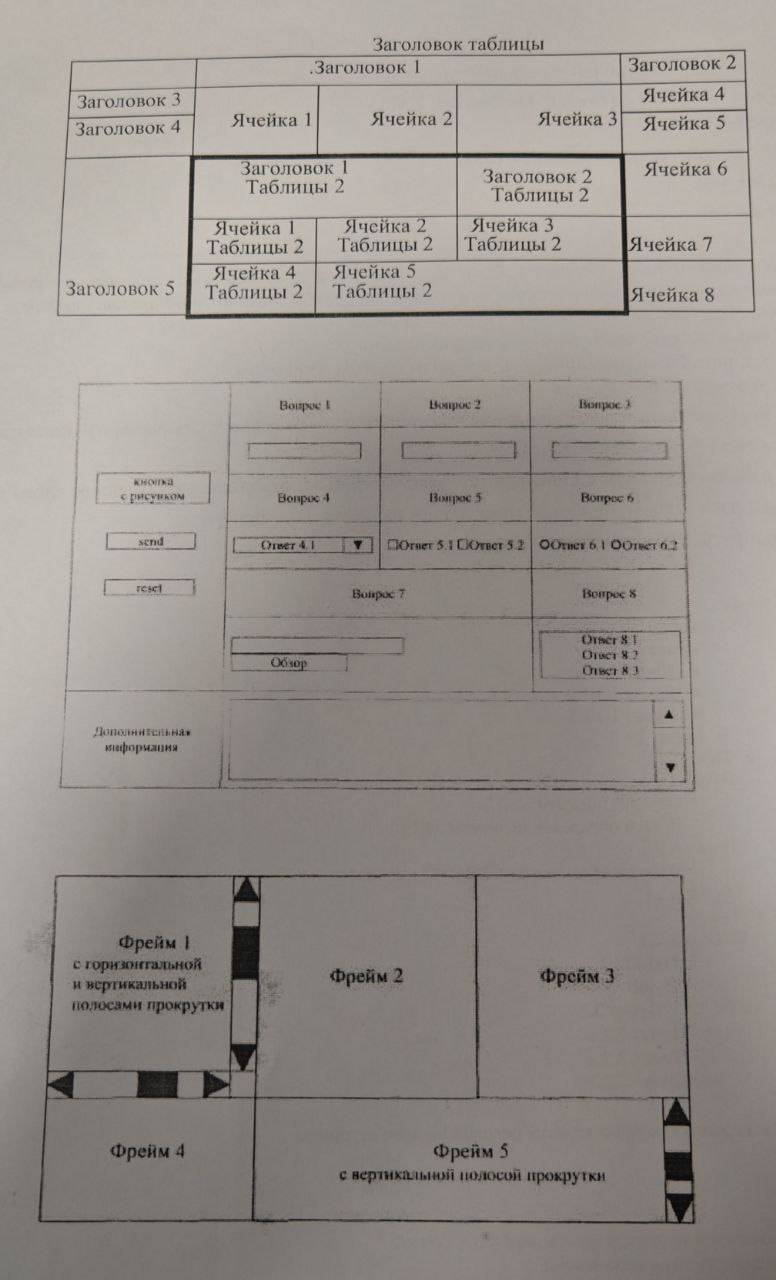 Заголовок таблицы
.Заголовок 1
Заголовок 2
Заголовок 3
Заголовок 4
Ячейка 1
Ячейка 2
Ячейка 3
Ячейка 4
Ячейка 5
Заголовок 5
Заголовок 1
Таблицы 2
Заголовок 2
Таблицы 2
Ячейка 6
Ячейка 1
Таблицы 2
Ячейка 2
Таблицы 2
Ячейка 3
Таблицы 2
Ячейка 7
Ячейка 4
Таблицы 2
Ячейка 5
Таблицы 2
Ячейка 8
кнопка
с рисунком
send
reset
Вопрос 1
Вопрос 2
Вопрос 3
Вопрос 4
Вопрос 5
Вопрос 6
Ответ 4.1
Ответ 5.1 Ответ 5.2
Ответ 6.1 Ответ 6.2
Вопрос 7
Вопрос 8
Обзор
Ответ 8.1
Ответ 8.2
Ответ 8.3
Дополнительная
информация
Фрейм 1
с горизонтальной
и вертикальной
полосами прокрутки
Фрейм 2
Фрейм 3
Фрейм 4
Фрейм 5
с вертикальной полосой прокрутки